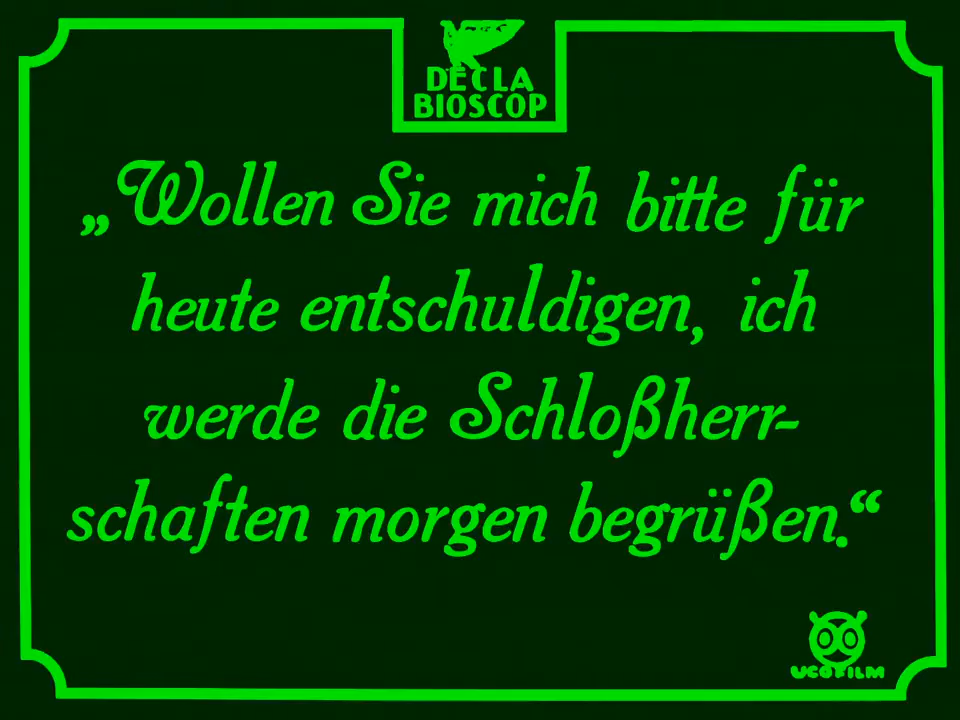 DECLA
BIOSCOP
„Wollen Sie mich bitte für
heute entschuldigen, ich
werde die Schloßherr-
schaften morgen begrüßen.“
UCOFILM